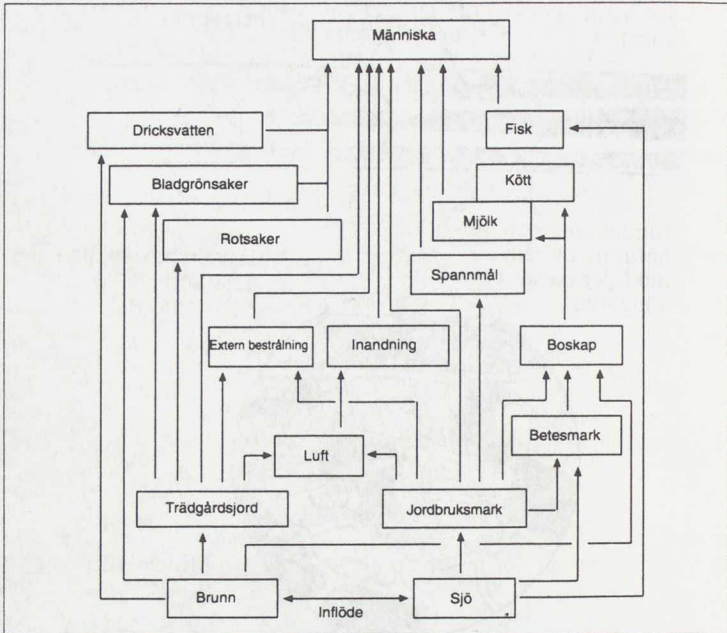 Människa
Dricksvatten
Fisk
Bladgrönsaker
Kött
Rotsaker
Mjölk
Spannmål
Extern bestrålning
Inandning
Boskap
Betesmark
Luft
Trädgårdsjord
Jordbruksmark
Brunn
Inflöde
Sjö